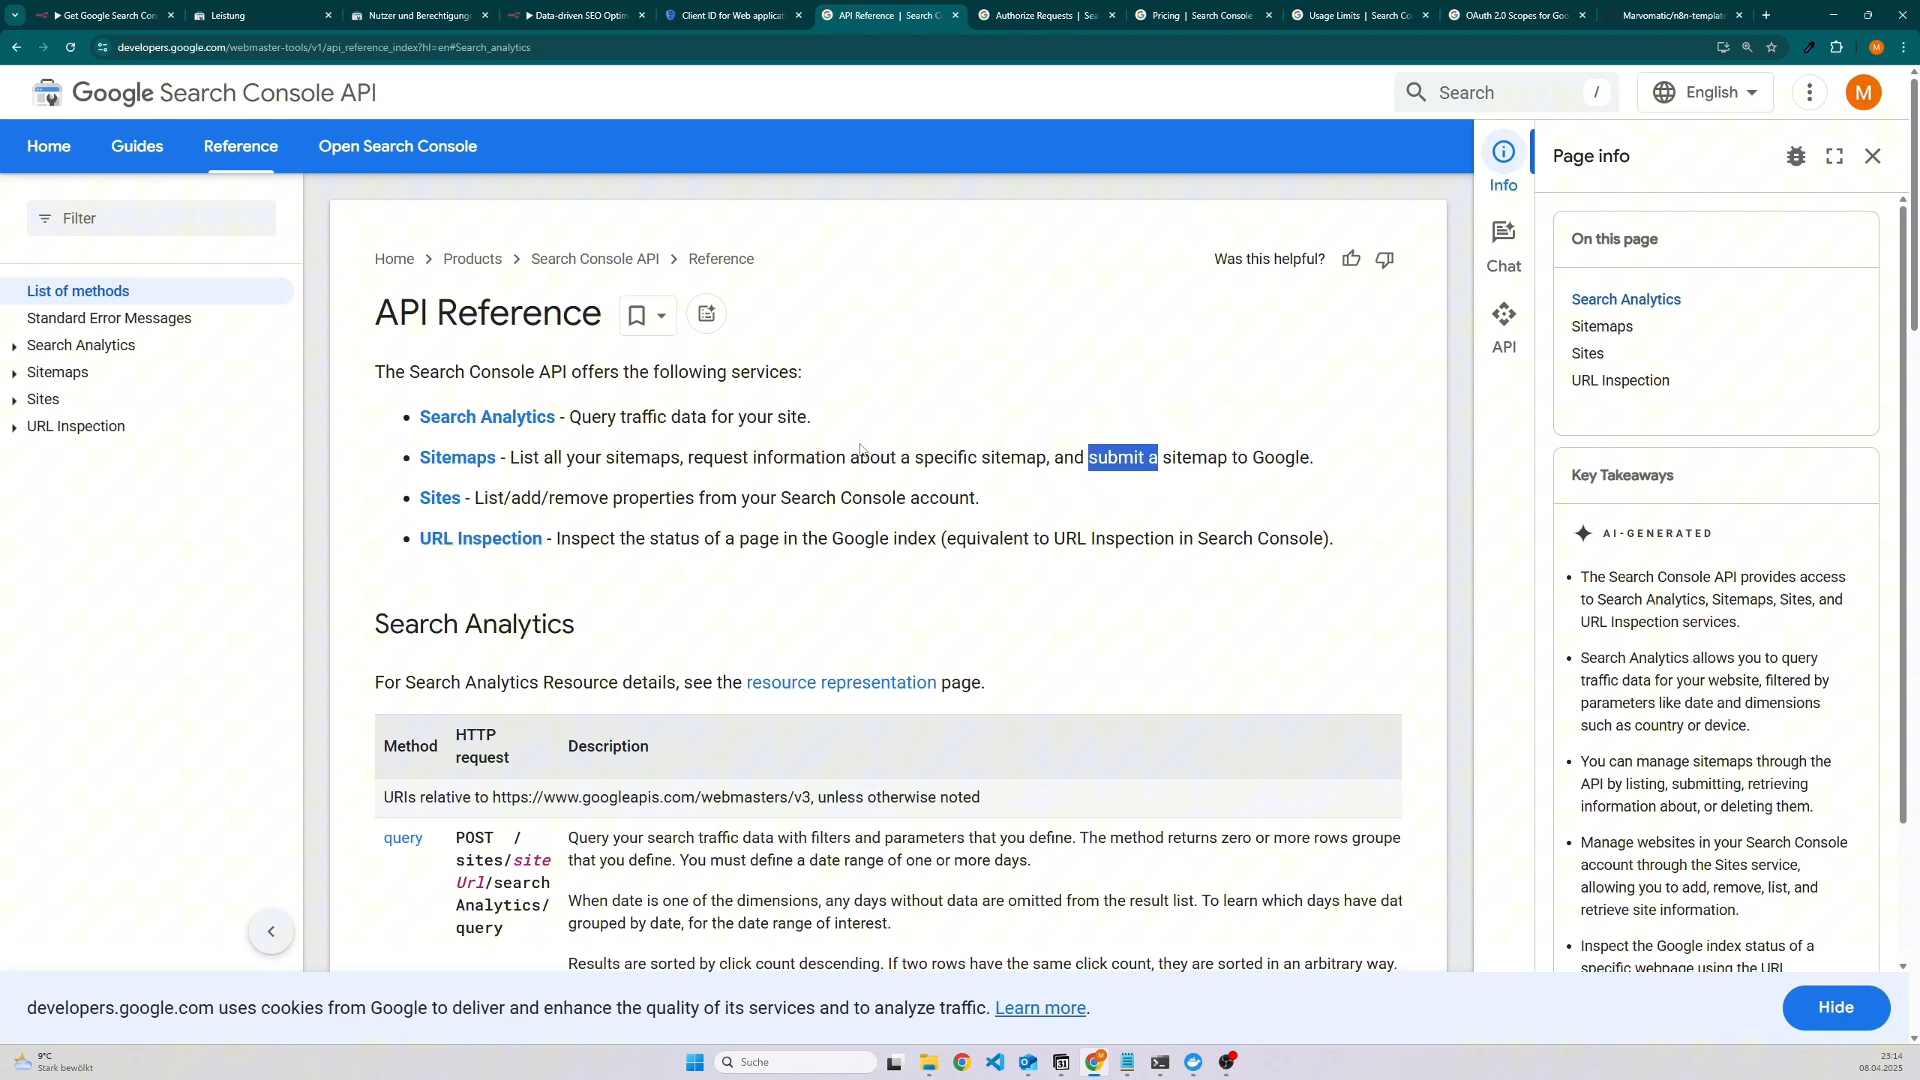 ▶ Get Google Search Con
Leistung
Nutzer und Berechtigung
▶ Data-driven SEO Optim
Client ID for Web applicat
API Reference | Search C
Authorize Requests | Sea
Pricing | Search Console
Usage Limits | Search Co
OAuth 2.0 Scopes for Goo
Marvomatic/n8n-templat
developers.google.com/webmaster-tools/v1/api_reference_index?hl=en#Search_analytics
M
Google Search Console API
Search
/
English
M
Home
Guides
Reference
Open Search Console
Filter
List of methods
Standard Error Messages
Search Analytics
Sitemaps
Sites
URL Inspection
Home > Products > Search Console API > Reference
Was this helpful?
API Reference
The Search Console API offers the following services:
• Search Analytics - Query traffic data for your site.
• Sitemaps - List all your sitemaps, request information about a specific sitemap, and submit a sitemap to Google.
• Sites - List/add/remove properties from your Search Console account.
• URL Inspection - Inspect the status of a page in the Google index (equivalent to URL Inspection in Search Console).
Search Analytics
For Search Analytics Resource details, see the resource representation page.
Method
HTTP
request
Description
URIs relative to https://www.googleapis.com/webmasters/v3, unless otherwise noted
query
POST /
sites/site
Url/search
Analytics/
query
Query your search traffic data with filters and parameters that you define. The method returns zero or more rows groupe
that you define. You must define a date range of one or more days.
When date is one of the dimensions, any days without data are omitted from the result list. To learn which days have dat
grouped by date, for the date range of interest.
Results are sorted by click count descending. If two rows have the same click count, they are sorted in an arbitrary way.
Info
Chat
API
Page info
On this page
Search Analytics
Sitemaps
Sites
URL Inspection
Key Takeaways
AI-GENERATED
• The Search Console API provides access
to Search Analytics, Sitemaps, Sites, and
URL Inspection services.
• Search Analytics allows you to query
traffic data for your website, filtered by
parameters like date and dimensions
such as country or device.
• You can manage sitemaps through the
API by listing, submitting, retrieving
information about, or deleting them.
• Manage websites in your Search Console
account through the Sites service,
allowing you to add, remove, list, and
retrieve site information.
• Inspect the Google index status of a
specific webpage using the URL
developers.google.com uses cookies from Google to deliver and enhance the quality of its services and to analyze traffic. Learn more.
Hide
9°C
Stark bewölkt
Suche
31
M
23:14
08.04.2025